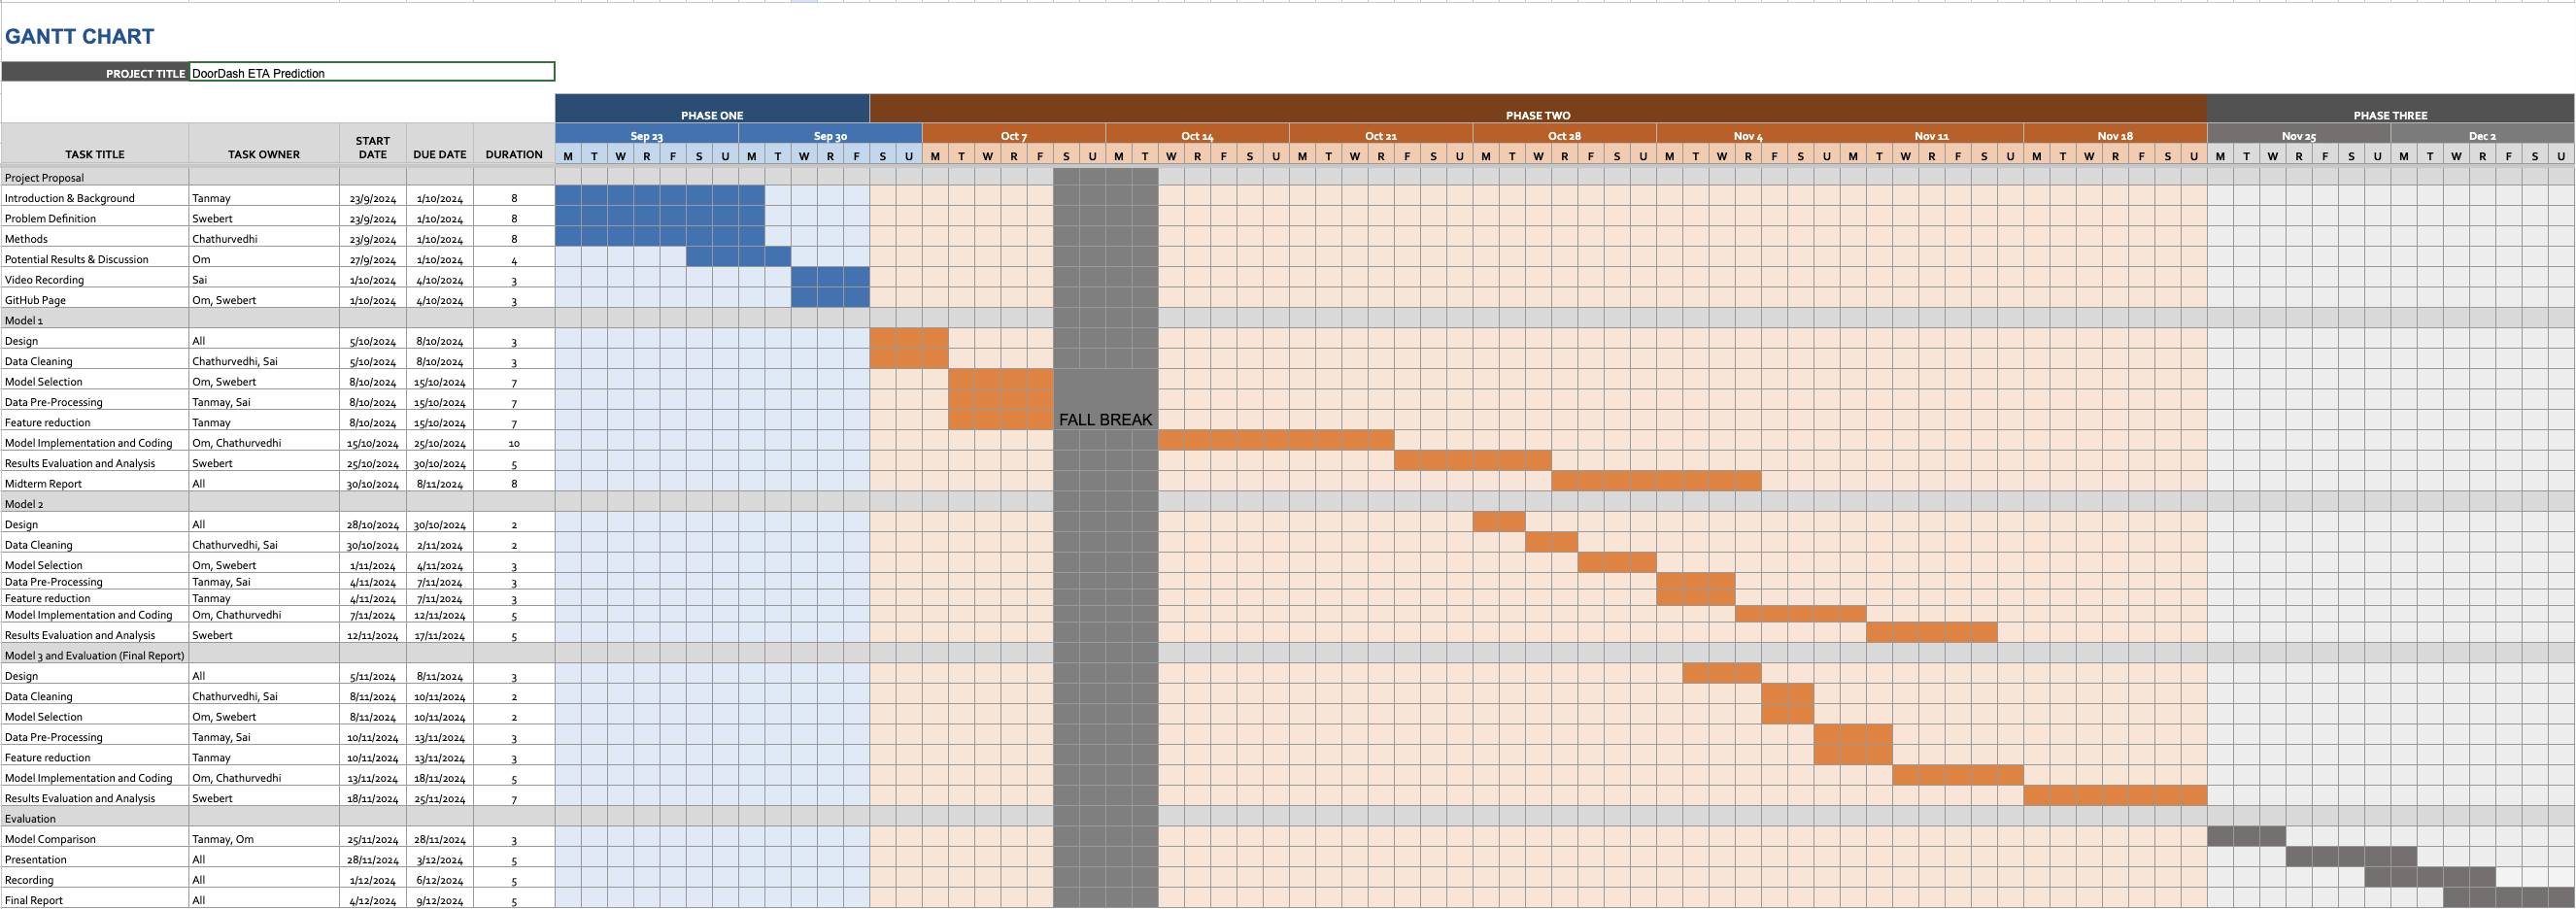 GANTT CHART
PROJECT TITLE DoorDash ETA Prediction
PHASE ONE PHASE TWO PHASE THREE
Sep 23 Sep 30 Oct 7 Oct 14 Oct 21 Oct 28 Nov 4 Nov 11 Nov 18 Nov 25 Dec 2
TASK TITLE TASK OWNER START DATE DUE DATE DURATION M T W R F S U M T W R F S U M T W R F S U M T W R F S U M T W R F S U M T W R F S U M T W R F S U M T W R F S U M T W R F S U M T W R F S U M T W R F S U
Project Proposal
Introduction & Background Tanmay 23/9/2024 1/10/2024 8
Problem Definition Swebert 23/9/2024 1/10/2024 8
Methods Chathurvedhi 23/9/2024 1/10/2024 8
Potential Results & Discussion Om 27/9/2024 1/10/2024 4
Video Recording Sai 1/10/2024 4/10/2024 3
GitHub Page Om, Swebert 1/10/2024 4/10/2024 3
Model 1
Design All 5/10/2024 8/10/2024 3
Data Cleaning Chathurvedhi, Sai 5/10/2024 8/10/2024 3
Model Selection Om, Swebert 8/10/2024 15/10/2024 7
Data Pre-Processing Tanmay, Sai 8/10/2024 15/10/2024 7
Feature reduction Tanmay 8/10/2024 15/10/2024 7 FALL BREAK
Model Implementation and Coding Om, Chathurvedhi 15/10/2024 25/10/2024 10
Results Evaluation and Analysis Swebert 25/10/2024 30/10/2024 5
Midterm Report All 30/10/2024 8/11/2024 8
Model 2
Design All 28/10/2024 30/10/2024 2
Data Cleaning Chathurvedhi, Sai 30/10/2024 2/11/2024 2
Model Selection Om, Swebert 1/11/2024 4/11/2024 3
Data Pre-Processing Tanmay, Sai 4/11/2024 7/11/2024 3
Feature reduction Tanmay 4/11/2024 7/11/2024 3
Model Implementation and Coding Om, Chathurvedhi 7/11/2024 12/11/2024 5
Results Evaluation and Analysis Swebert 12/11/2024 17/11/2024 5
Model 3 and Evaluation (Final Report)
Design All 5/11/2024 8/11/2024 3
Data Cleaning Chathurvedhi, Sai 8/11/2024 10/11/2024 2
Model Selection Om, Swebert 8/11/2024 10/11/2024 2
Data Pre-Processing Tanmay, Sai 10/11/2024 13/11/2024 3
Feature reduction Tanmay 10/11/2024 13/11/2024 3
Model Implementation and Coding Om, Chathurvedhi 13/11/2024 18/11/2024 5
Results Evaluation and Analysis Swebert 18/11/2024 25/11/2024 7
Evaluation
Model Comparison Tanmay, Om 25/11/2024 28/11/2024 3
Presentation All 28/11/2024 3/12/2024 5
Recording All 1/12/2024 6/12/2024 5
Final Report All 4/12/2024 9/12/2024 5